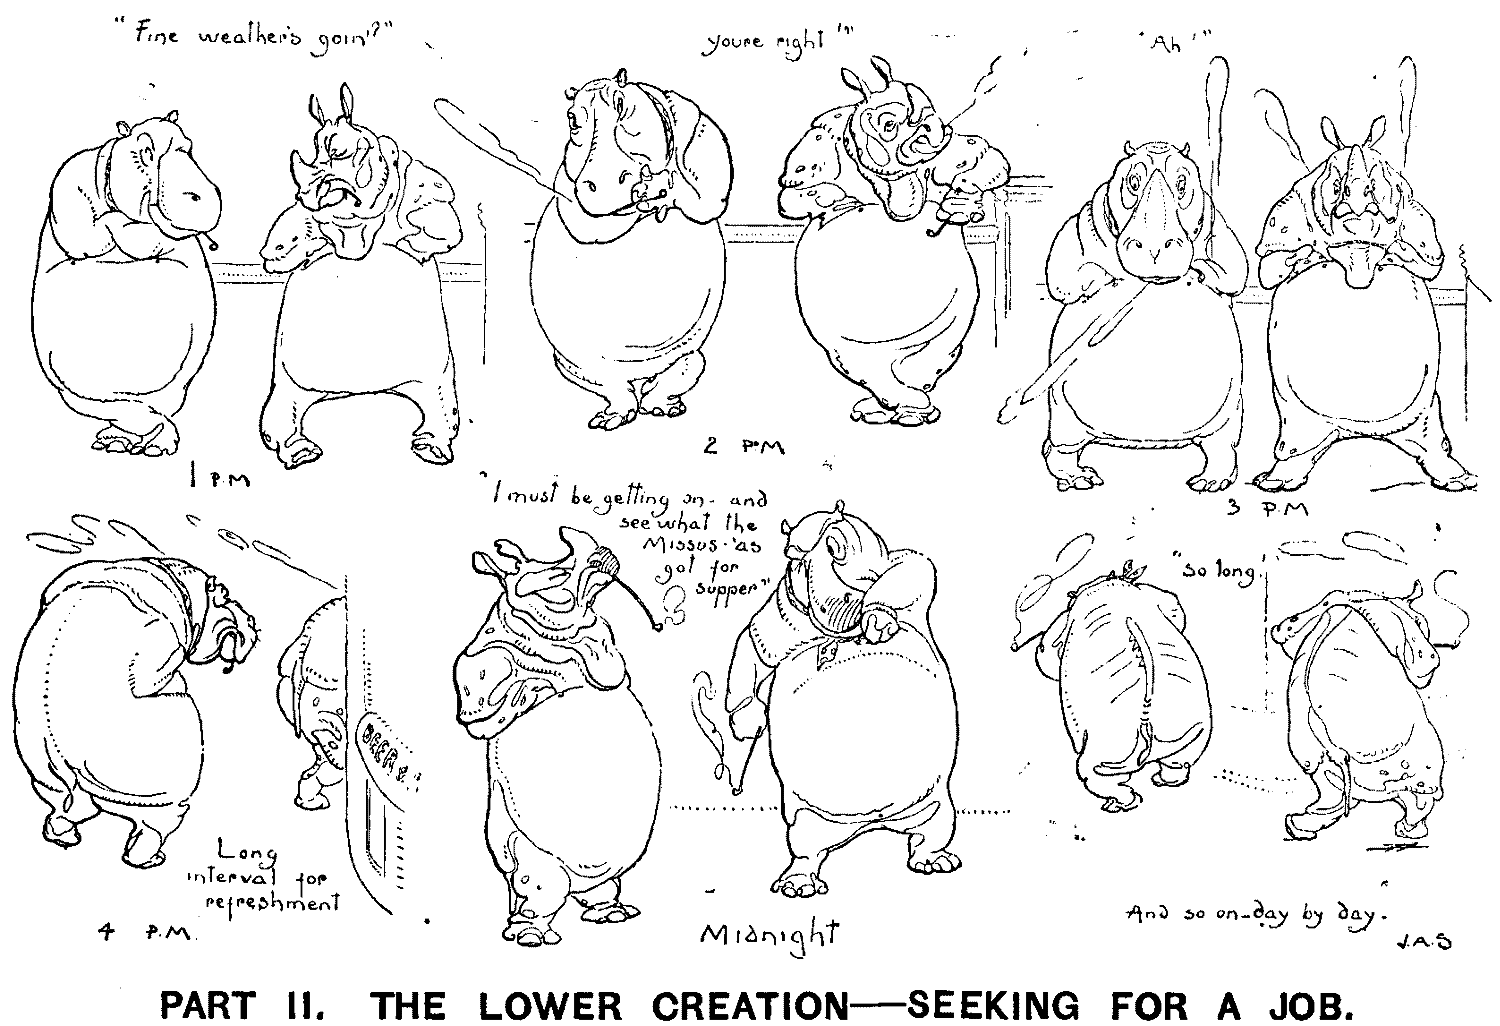 "Fine weather's goin'?"
youre right '"'
"Ah'"
1 P.M
2 P.M
3 P.M
"I must be getting on- and
see what the
Missus- 'as
got for
supper"
"so long
BEER &
Long
interval for
refreshment
4 P.M.
Midnight
And so on-day by day.
J.A.S
PART II. THE LOWER CREATION—SEEKING FOR A JOB.